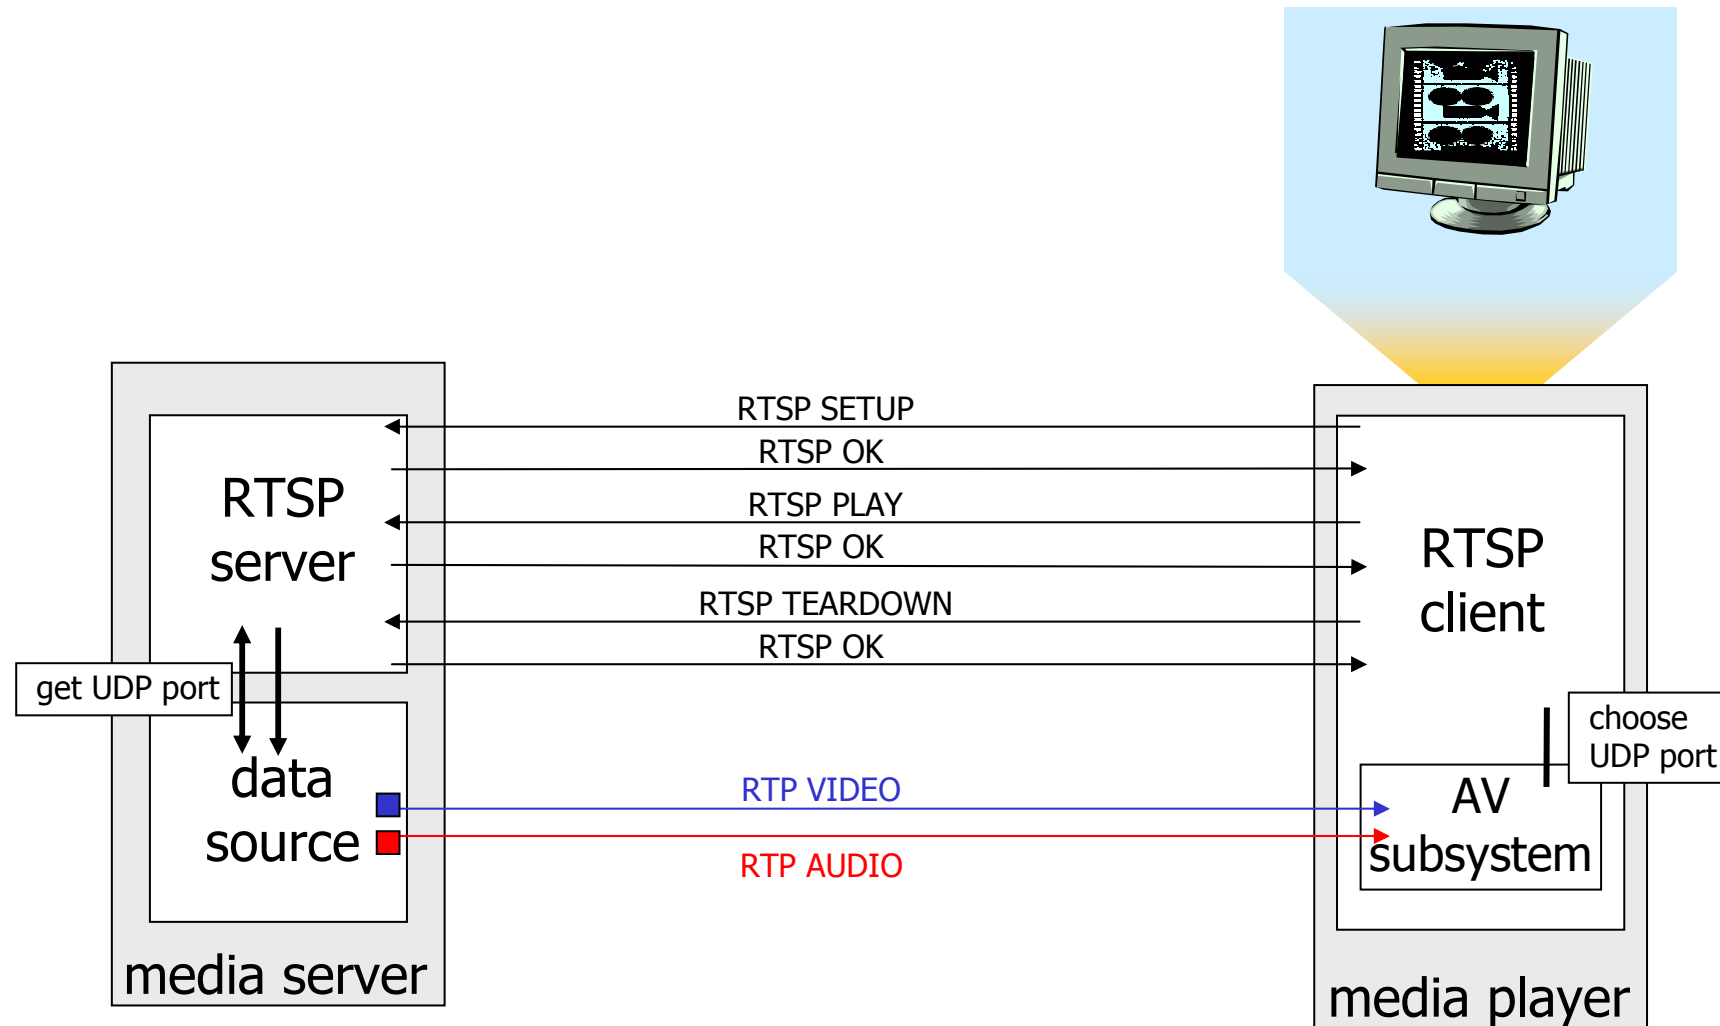 RTSP SETUP
RTSP OK
RTSP PLAY
RTSP OK
RTSP TEARDOWN
RTSP OK
RTSP
server
get UDP port
data
source
media server
RTP VIDEO
RTP AUDIO
RTSP
client
choose
UDP port
AV
subsystem
media player